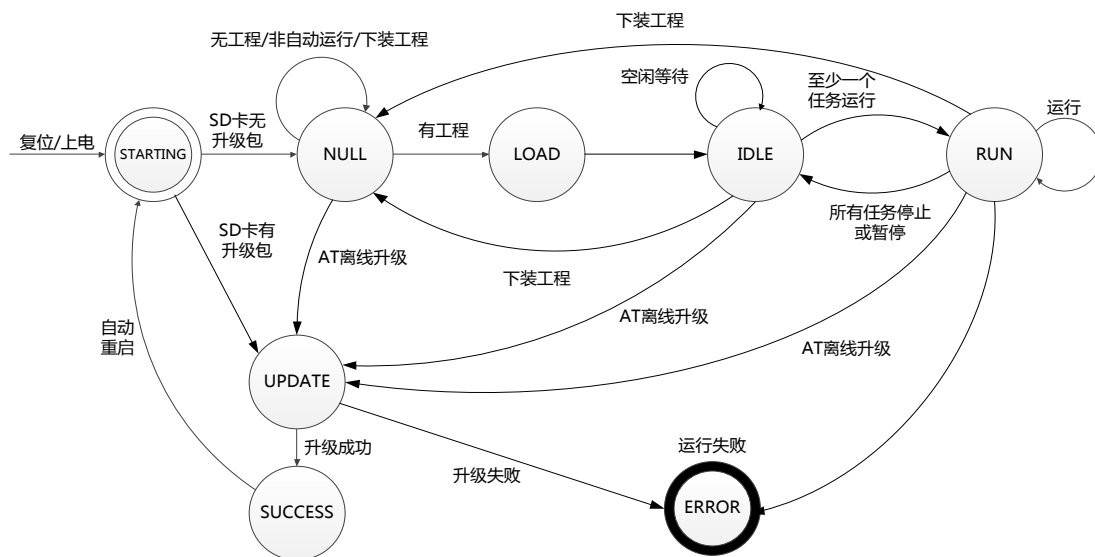 下装工程
无工程/非自动运行/下装工程
空闲等待
至少一个
任务运行
运行
复位/上电
STARTING
SD卡无
升级包
NULL
有工程
LOAD
IDLE
RUN
所有任务停止
或暂停
SD卡有
升级包
AT离线升级
下装工程
AT离线升级
AT离线升级
自动
重启
UPDATE
升级成功
升级失败
运行失败
SUCCESS
ERROR